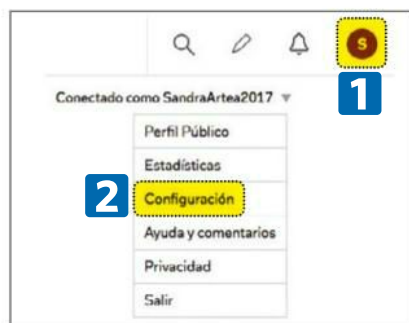 S
1
Conectado como SandraArtea2017
Perfil Público
Estadísticas
2 Configuración
Ayuda y comentarios
Privacidad
Salir